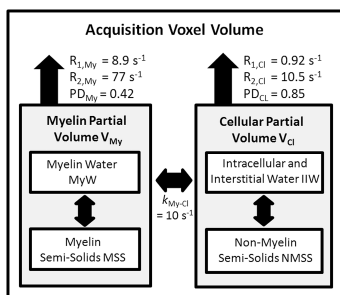 Acquisition Voxel Volume
R1,My = 8.9 s-1
R2,My = 77 s-1
PDMy = 0.42
R1,Cl = 0.92 s-1
R2,Cl = 10.5 s-1
PDCL = 0.85
Myelin Partial
Volume VMy
Myelin Water
MyW
Myelin
Semi-Solids MSS
kMy-Cl
= 10 s-1
Cellular Partial
Volume VCl
Intracellular and
Interstitial Water IIW
Non-Myelin
Semi-Solids NMSS